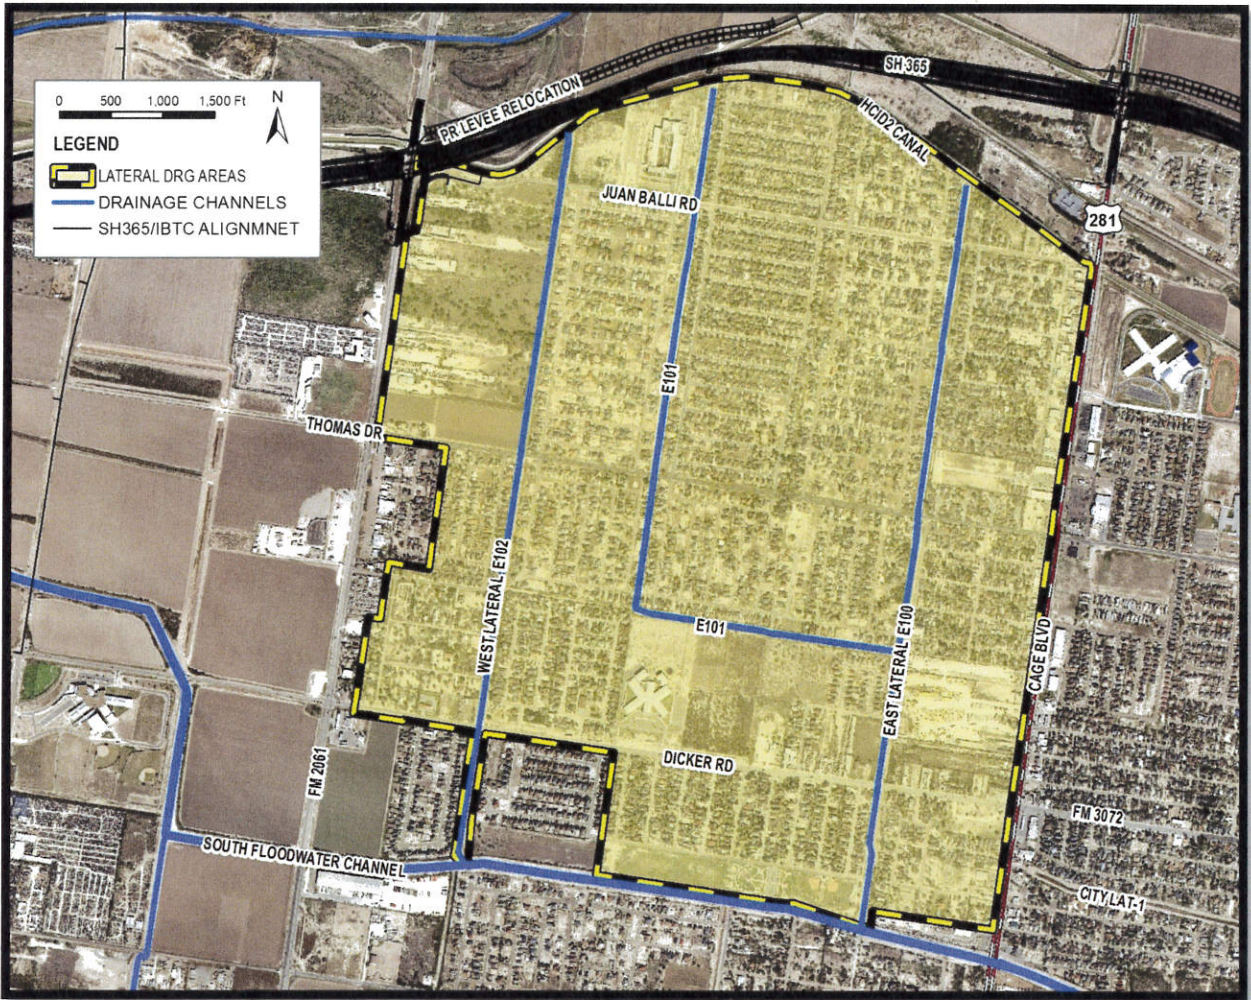 0 500 1,000 1,500 Ft
N
LEGEND
LATERAL DRG AREAS
DRAINAGE CHANNELS
SH365/IBTC ALIGNMNET
PR LEVEE RELOCATION
SH 365
HCID2 CANAL
281
JUAN BALLI RD
E101
THOMAS DR
WEST LATERAL E102
E101
EAST LATERAL E100
CAGE BLVD
FM 2061
DICKER RD
FM 3072
SOUTH FLOODWATER CHANNEL
CITY LAT-1